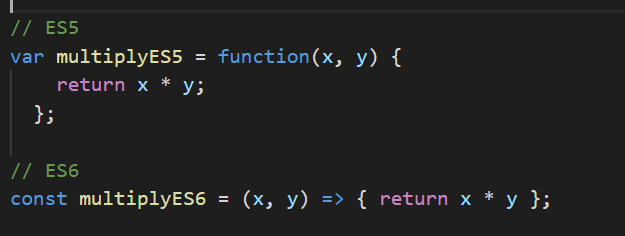 // ES5
var multiplyES5 = function(x, y) {
    return x * y;
  };
// ES6
const multiplyES6 = (x, y) => { return x * y };